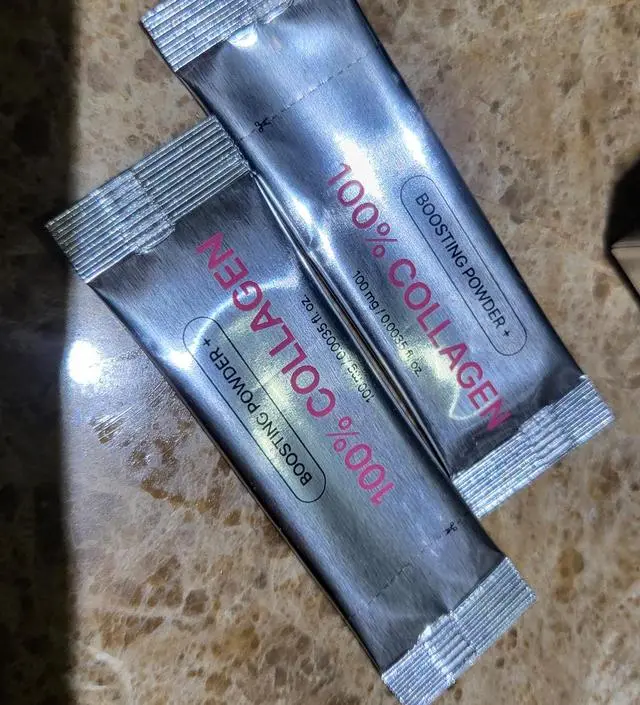 100% COLLAGEN
BOOSTING POWDER +
100 mg / 0.0035 fl. oz
100% COLLAGEN
BOOSTING POWDER +
100 mg / 0.0035 fl. oz